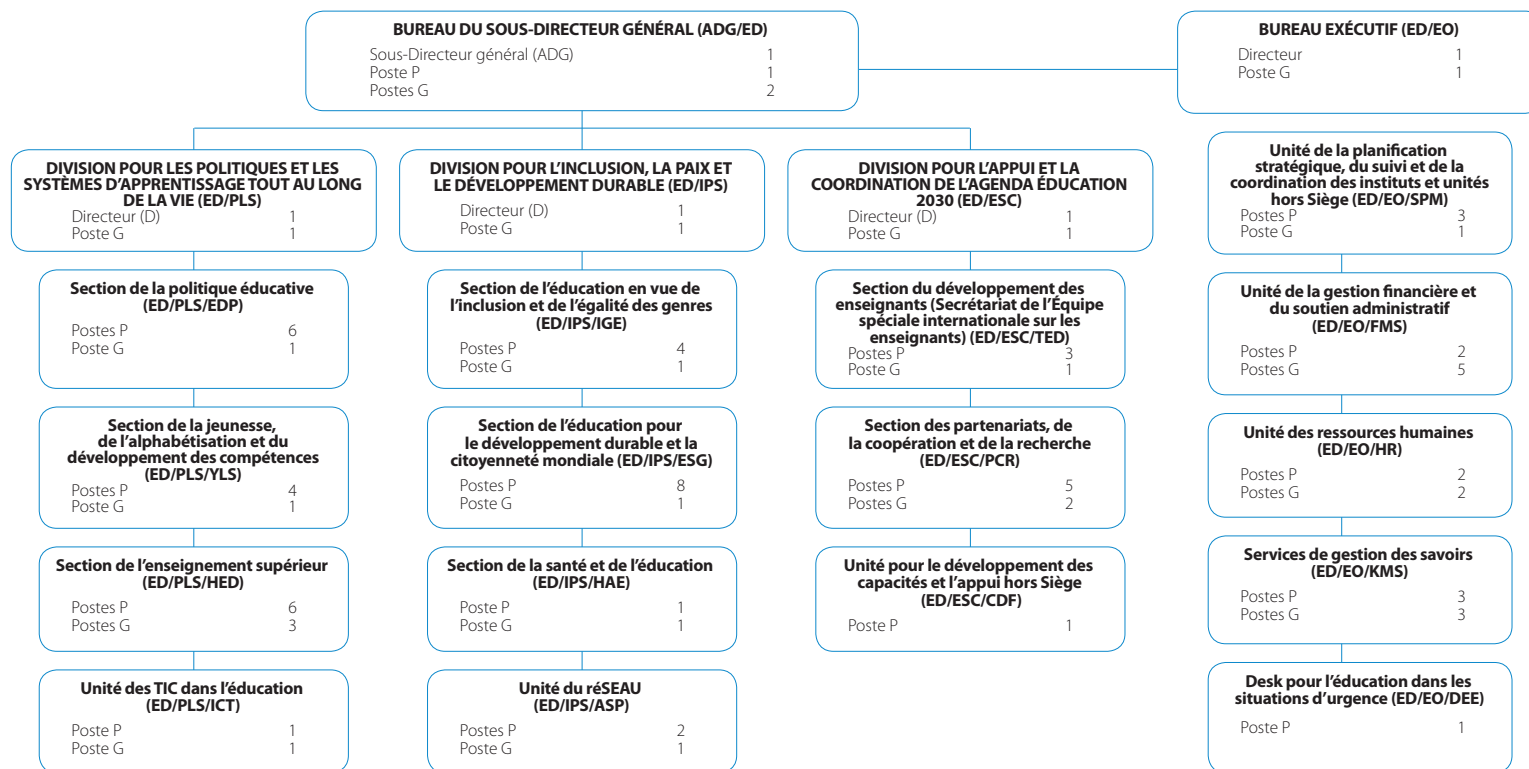 BUREAU DU SOUS-DIRECTEUR GÉNÉRAL (ADG/ED)
Sous-Directeur général (ADG) 1
Poste P 1
Postes G 2
BUREAU EXÉCUTIF (ED/EO)
Directeur 1
Poste G 1
DIVISION POUR LES POLITIQUES ET LES
SYSTÈMES D’APPRENTISSAGE TOUT AU LONG
DE LA VIE (ED/PLS)
Directeur (D) 1
Poste G 1
Section de la politique éducative
(ED/PLS/EDP)
Postes P 6
Poste G 1
Section de la jeunesse,
de l’alphabétisation et du
développement des compétences
(ED/PLS/YLS)
Postes P 4
Poste G 1
Section de l’enseignement supérieur
(ED/PLS/HED)
Postes P 6
Postes G 3
Unité des TIC dans l’éducation
(ED/PLS/ICT)
Poste P 1
Poste G 1
DIVISION POUR L’INCLUSION, LA PAIX ET
LE DÉVELOPPEMENT DURABLE (ED/IPS)
Directeur (D) 1
Poste G 1
Section de l’éducation en vue de
l’inclusion et de l’égalité des genres
(ED/IPS/IGE)
Postes P 4
Poste G 1
Section de l’éducation pour
le développement durable et la
citoyenneté mondiale (ED/IPS/ESG)
Postes P 8
Poste G 1
Section de la santé et de l’éducation
(ED/IPS/HAE)
Poste P 1
Poste G 1
Unité du réSEAU
(ED/IPS/ASP)
Postes P 2
Poste G 1
DIVISION POUR L’APPUI ET LA
COORDINATION DE L’AGENDA ÉDUCATION
2030 (ED/ESC)
Directeur (D) 1
Poste G 1
Section du développement des
enseignants (Secrétariat de l’Équipe
spéciale internationale sur les
enseignants) (ED/ESC/TED)
Postes P 3
Poste G 1
Section des partenariats, de
la coopération et de la recherche
(ED/ESC/PCR)
Postes P 5
Postes G 2
Unité pour le développement des
capacités et l’appui hors Siège
(ED/ESC/CDF)
Poste P 1
Unité de la planification
stratégique, du suivi et de la
coordination des instituts et unités
hors Siège (ED/EO/SPM)
Postes P 3
Poste G 1
Unité de la gestion financière et
du soutien administratif
(ED/EO/FMS)
Postes P 2
Postes G 5
Unité des ressources humaines
(ED/EO/HR)
Postes P 2
Postes G 2
Services de gestion des savoirs
(ED/EO/KMS)
Postes P 3
Postes G 3
Desk pour l’éducation dans les
situations d’urgence (ED/EO/DEE)
Poste P 1